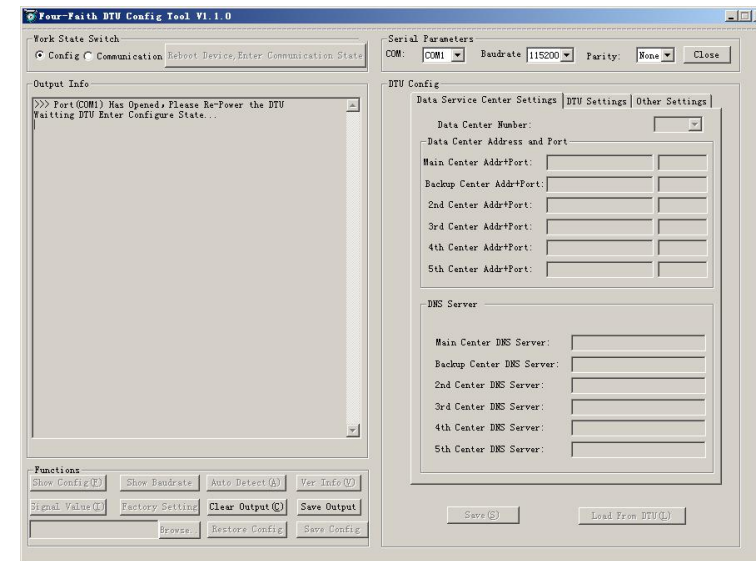 Four-Faith DTU Config Tool V1.1.0
Work State Switch
Config Communication Reboot Device,Enter Communication State
Serial Parameters
COM: COM1 Baudrate 115200 Parity: None Close
Output Info
>>> Port(COM1) Has Opened, Please Re-Power the DTU
Waitting DTU Enter Configure State...
DTU Config
Data Service Center Settings DTU Settings Other Settings
Data Center Number:
Data Center Address and Port
Main Center Addr+Port:
Backup Center Addr+Port:
2nd Center Addr+Port:
3rd Center Addr+Port:
4th Center Addr+Port:
5th Center Addr+Port:
DNS Server
Main Center DNS Server:
Backup Center DNS Server:
2nd Center DNS Server:
3rd Center DNS Server:
4th Center DNS Server:
5th Center DNS Server:
Save(S) Load From DTU(L)
Functions
Show Config(P) Show Baudrate Auto Detect(A) Ver Info(V)
Signal Value(T) Factory Setting Clear Output(C) Save Output
Browse. Restore Config Save Config